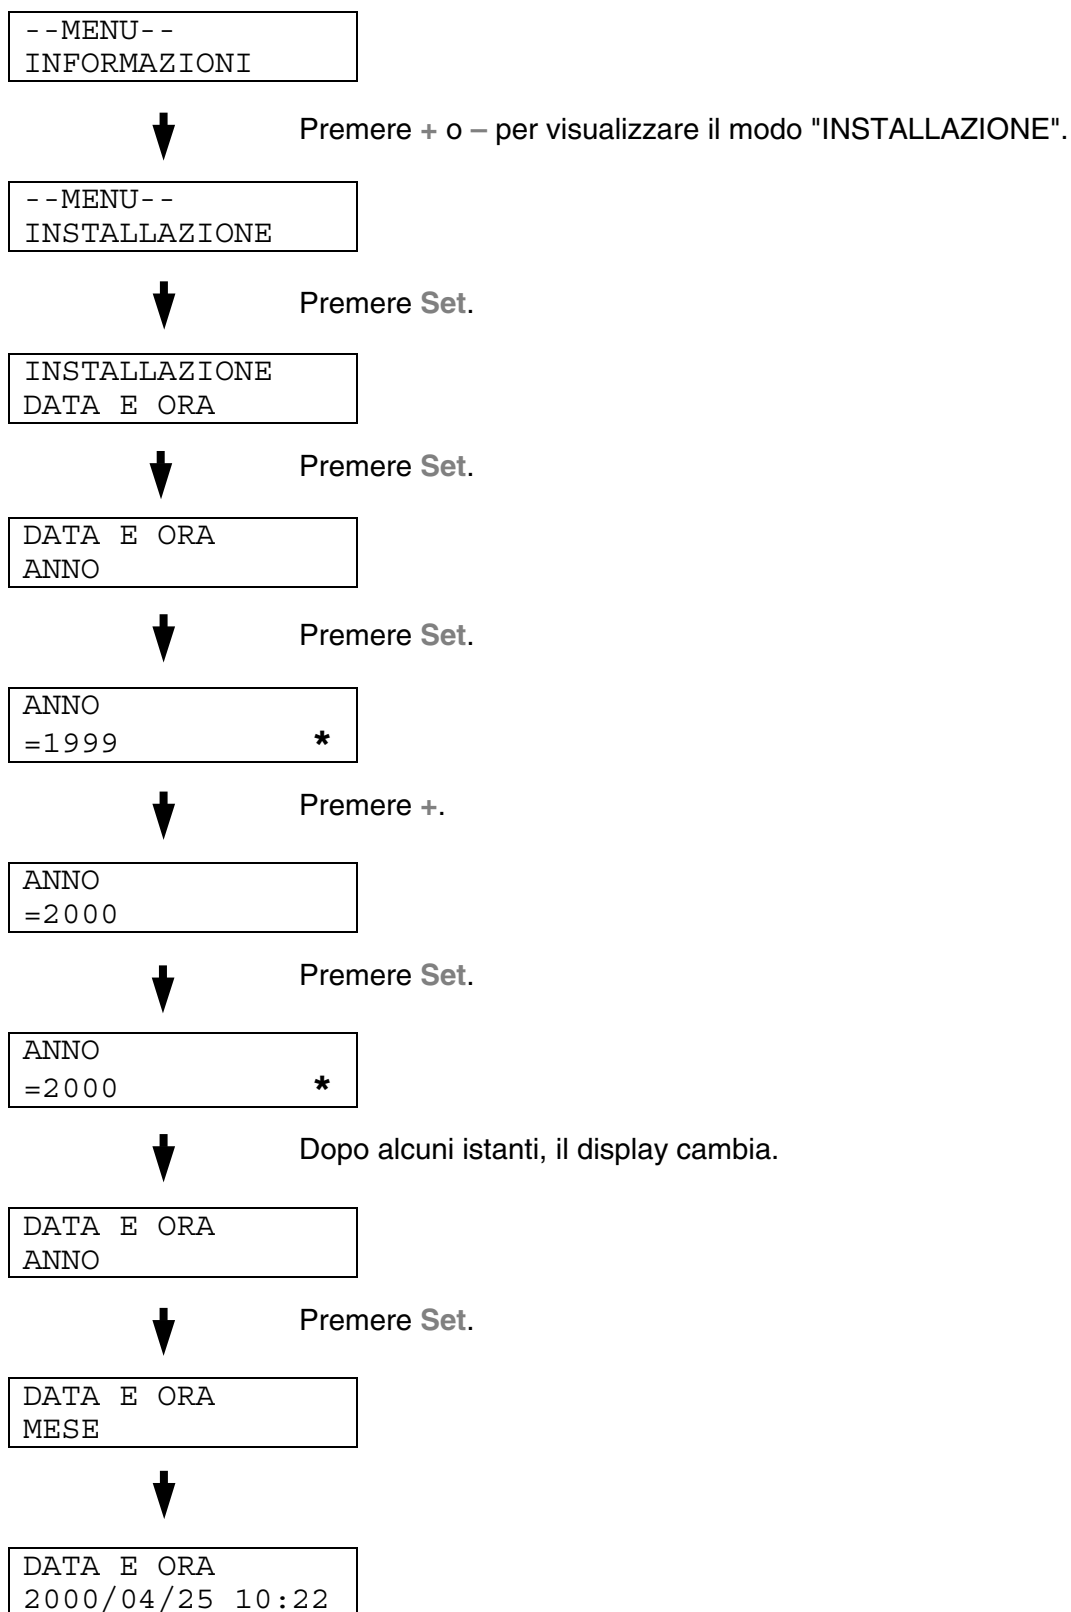 --MENU--
INFORMAZIONI
Premere + o – per visualizzare il modo "INSTALLAZIONE".
--MENU--
INSTALLAZIONE
Premere Set.
INSTALLAZIONE
DATA E ORA
Premere Set.
DATA E ORA
ANNO
Premere Set.
ANNO
=1999 *
Premere +.
ANNO
=2000
Premere Set.
ANNO
=2000 *
Dopo alcuni istanti, il display cambia.
DATA E ORA
ANNO
Premere Set.
DATA E ORA
MESE
DATA E ORA
2000/04/25 10:22